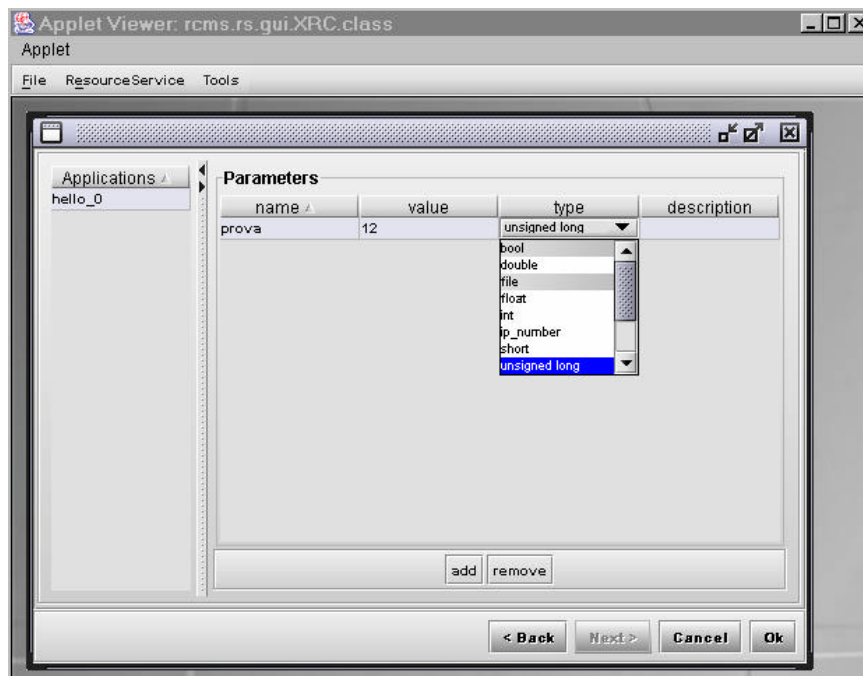 Applet Viewer: rcms.rs.gui.XRC.class
Applet
File ResourceService Tools
Applications
hello_0
Parameters
name value type description
prova 12 unsigned long
bool
double
file
float
int
ip_number
short
unsigned long
add remove
< Back Next > Cancel Ok